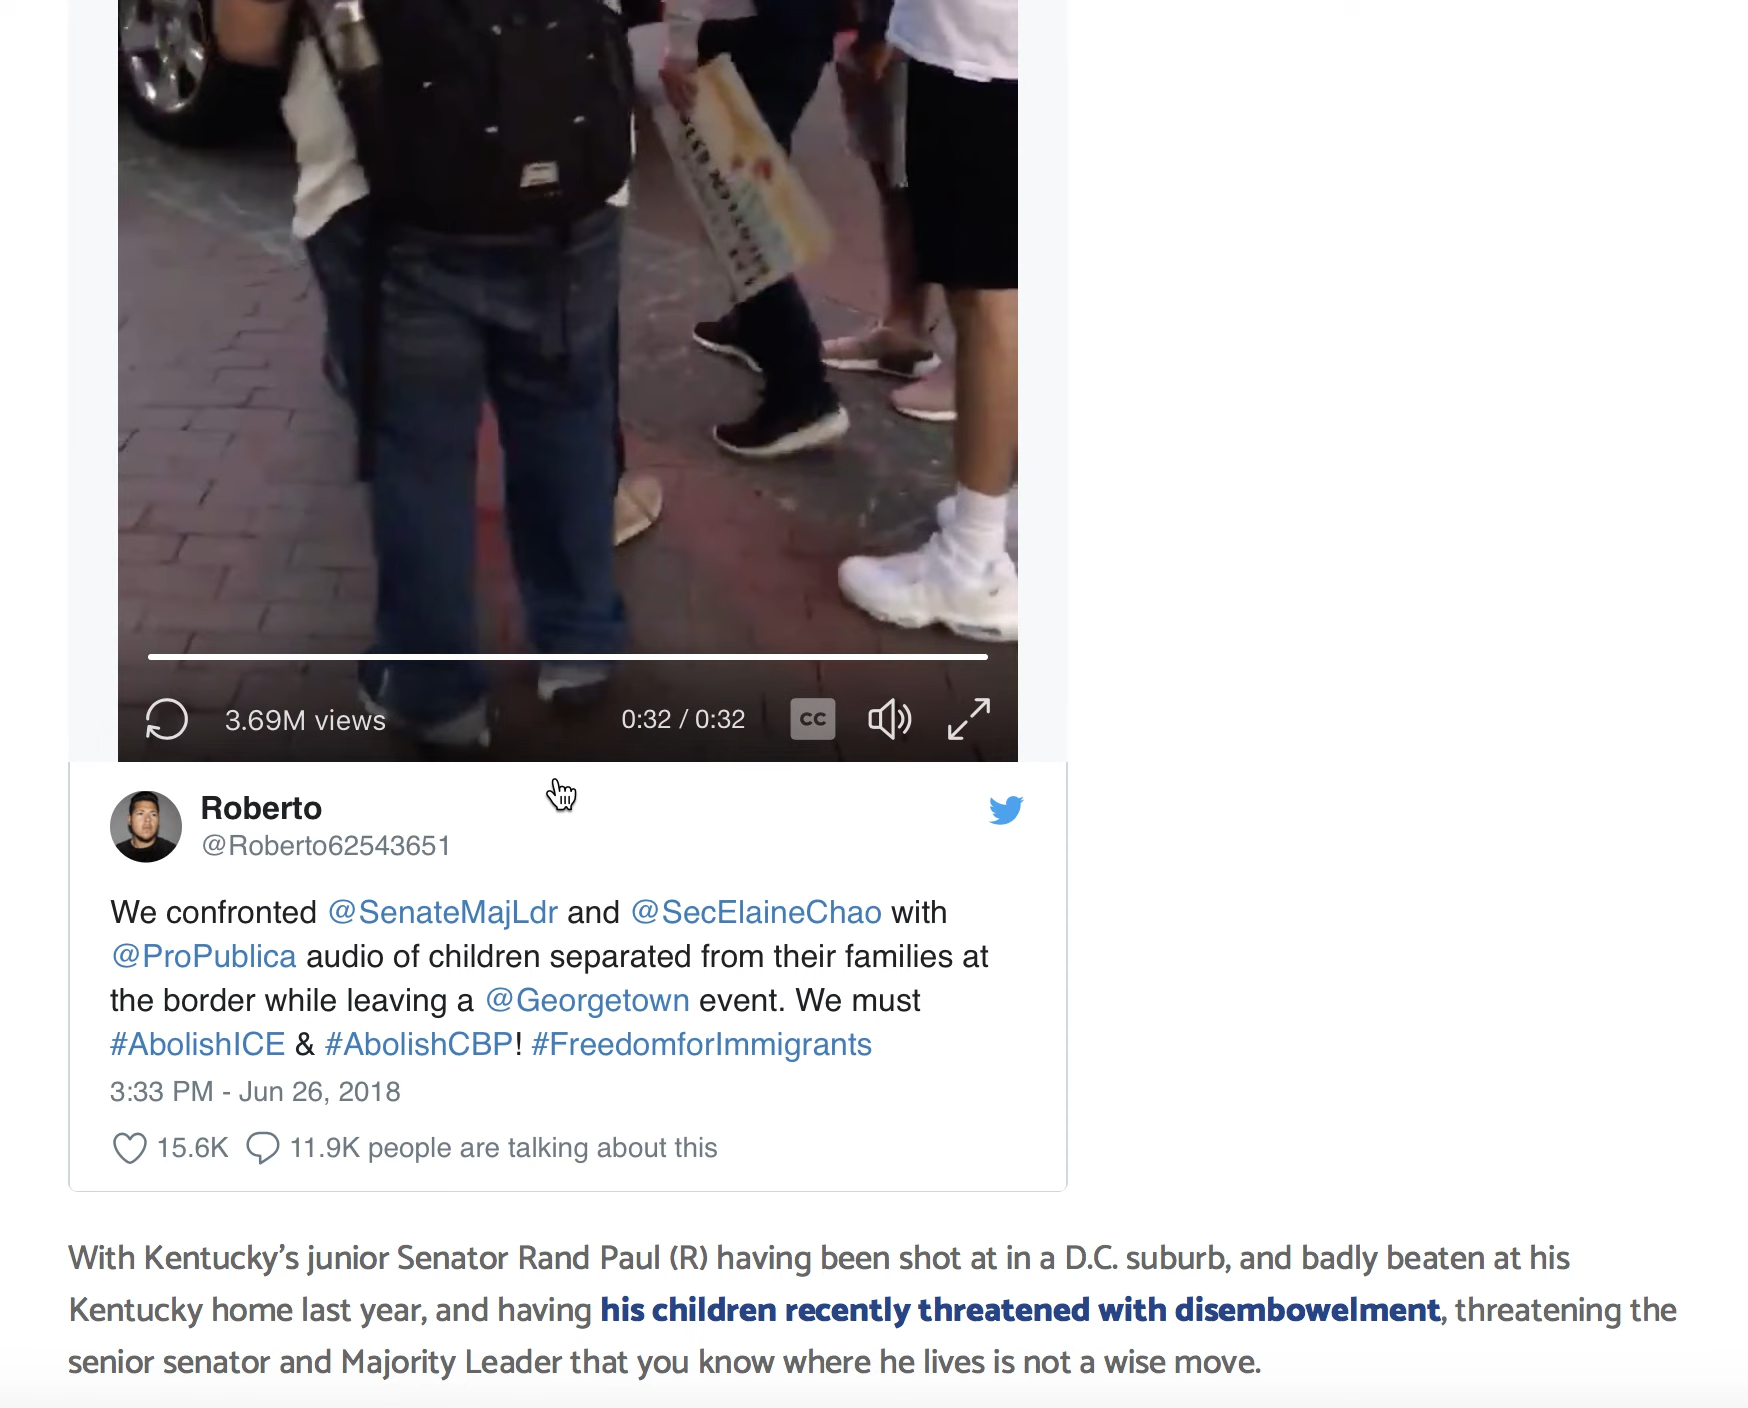 3.69M views
0:32 / 0:32
CC
Roberto
@Roberto62543651
We confronted @SenateMajLdr and @SecElaineChao with
@ProPublica audio of children separated from their families at
the border while leaving a @Georgetown event. We must
#AbolishICE & #AbolishCBP! #FreedomforImmigrants
3:33 PM - Jun 26, 2018
15.6K 11.9K people are talking about this
With Kentucky’s junior Senator Rand Paul (R) having been shot at in a D.C. suburb, and badly beaten at his
Kentucky home last year, and having his children recently threatened with disembowelment, threatening the
senior senator and Majority Leader that you know where he lives is not a wise move.